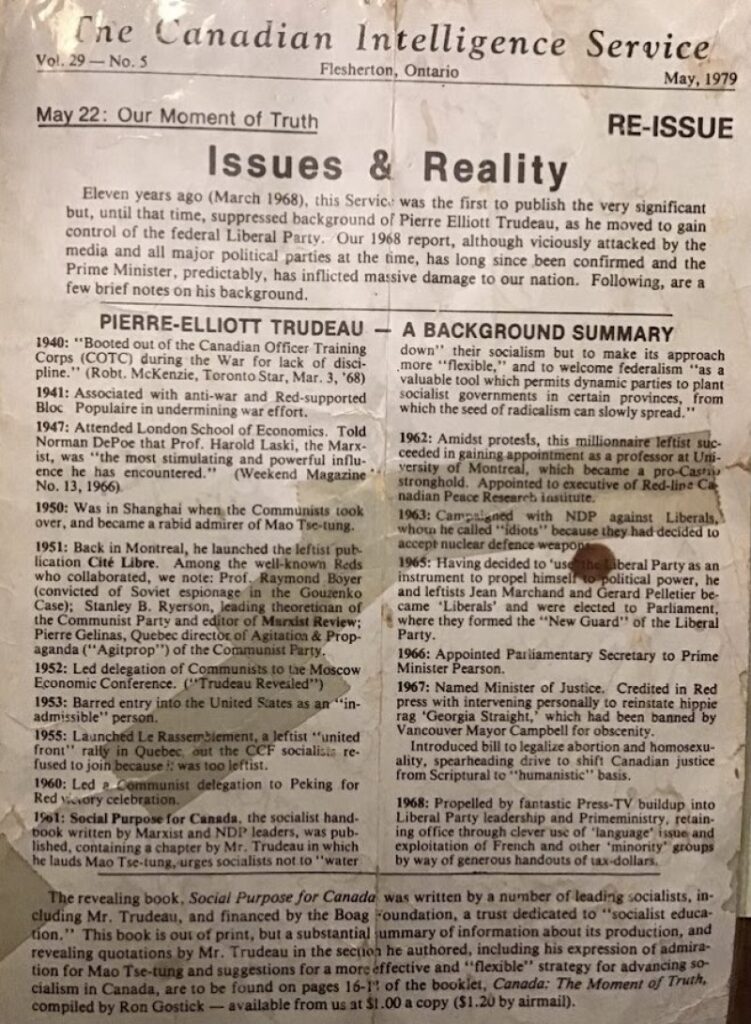 The Canadian Intelligence Service
Vol. 29 — No. 5
Flesherton, Ontario
May, 1979
May 22: Our Moment of Truth
RE-ISSUE
Issues & Reality
Eleven years ago (March 1968), this Service was the first to publish the very significant
but, until that time, suppressed background of Pierre Elliott Trudeau, as he moved to gain
control of the federal Liberal Party. Our 1968 report, although viciously attacked by the
media and all major political parties at the time, has long since been confirmed and the
Prime Minister, predictably, has inflicted massive damage to our nation. Following, are a
few brief notes on his background.
PIERRE-ELLIOTT TRUDEAU — A BACKGROUND SUMMARY
1940: "Booted out of the Canadian Officer Training
Corps (COTC) during the War for lack of disci-
pline." (Robt. McKenzie, Toronto Star, Mar. 3, '68)
1941: Associated with anti-war and Red-supported
Bloc Populaire in undermining war effort.
1947: Attended London School of Economics. Told
Norman DePoe that Prof. Harold Laski, the Marx-
ist, was "the most stimulating and powerful influ-
ence he has encountered." (Weekend Magazine
No. 13, 1966).
1950: Was in Shanghai when the Communists took
over, and became a rabid admirer of Mao Tse-tung.
1951: Back in Montreal, he launched the leftist pub-
lication Cité Libre. Among the well-known Reds
who collaborated, we note: Prof. Raymond Boyer
(convicted of Soviet espionage in the Gouzenko
Case); Stanley B. Ryerson, leading theoretician of
the Communist Party and editor of Marxist Review;
Pierre Gelinas, Quebec director of Agitation & Prop-
aganda ("Agitprop") of the Communist Party.
1952: Led delegation of Communists to the Moscow
Economic Conference. ("Trudeau Revealed")
1953: Barred entry into the United States as an "in-
admissible" person.
1955: Launched Le Rassemblement, a leftist "united
front" rally in Quebec, but the CCF socialists re-
fused to join because it was too leftist.
1960: Led a Communist delegation to Peking for
Red victory celebration.
1961: Social Purpose for Canada, the socialist hand-
book written by Marxist and NDP leaders, was pub-
lished, containing a chapter by Mr. Trudeau in which
he lauds Mao Tse-tung, urges socialists not to "water
down" their socialism but to make its approach
more "flexible," and to welcome federalism "as a
valuable tool which permits dynamic parties to plant
socialist governments in certain provinces, from
which the seed of radicalism can slowly spread."
1962: Amidst protests, this millionnaire leftist suc-
ceeded in gaining appointment as a professor at Uni-
versity of Montreal, which became a pro-Castro
stronghold. Appointed to executive of Red-line Ca-
nadian Peace Research institute.
1963: Campaigned with NDP against Liberals,
whom he called "idiots" because they had decided to
accept nuclear defence weapons.
1965: Having decided to 'use' the Liberal Party as an
instrument to propel himself to political power, he
and leftists Jean Marchand and Gerard Pelletier be-
came 'Liberals' and were elected to Parliament,
where they formed the "New Guard" of the Liberal
Party.
1966: Appointed Parliamentary Secretary to Prime
Minister Pearson.
1967: Named Minister of Justice. Credited in Red
press with intervening personally to reinstate hippie
rag 'Georgia Straight,' which had been banned by
Vancouver Mayor Campbell for obscenity.
Introduced bill to legalize abortion and homosexu-
ality, spearheading drive to shift Canadian justice
from Scriptural to "humanistic" basis.
1968: Propelled by fantastic Press-TV buildup into
Liberal Party leadership and Primeministry, retain-
ing office through clever use of 'language' issue and
exploitation of French and other 'minority' groups
by way of generous handouts of tax-dollars.
The revealing book, Social Purpose for Canada was written by a number of leading socialists, in-
cluding Mr. Trudeau, and financed by the Boag Foundation, a trust dedicated to "socialist educa-
tion." This book is out of print, but a substantial summary of information about its production, and
revealing quotations by Mr. Trudeau in the section he authored, including his expression of admira-
tion for Mao Tse-tung and suggestions for a more effective and "flexible" strategy for advancing so-
cialism in Canada, are to be found on pages of the booklet, Canada: The Moment of Truth,
compiled by Ron Gostick — available from us at $1.00 a copy ($1.20 by airmail).